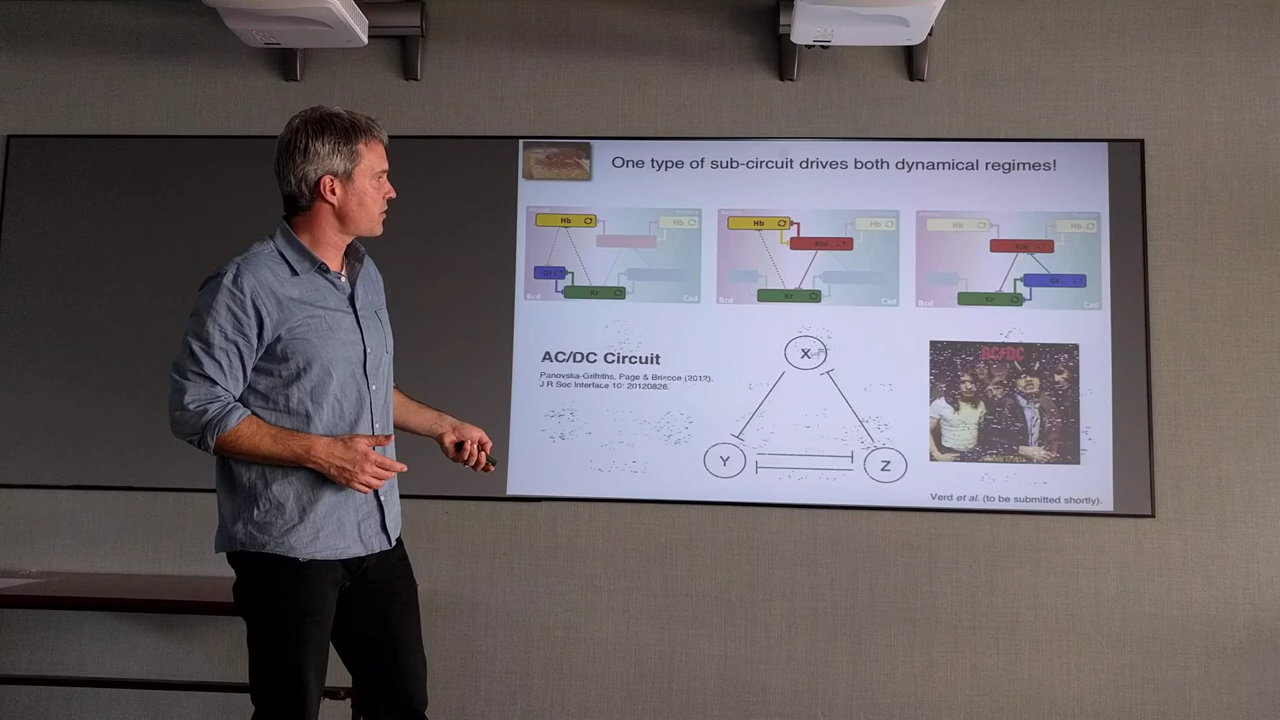 One type of sub-circuit drives both dynamical regimes!
Hb
Hb
Gt
Kr
Bcd
Cad
Hb
Hb
Kni
Kr
Bcd
Cad
Hb
Hb
Kni
Gt
Kr
Bcd
Cad
AC/DC Circuit
Panovska-Griffiths, Page & Briscoe (2012).
J R Soc Interface 10: 20120826.
X
Y
Z
AC/DC
Verd et al. (to be submitted shortly).